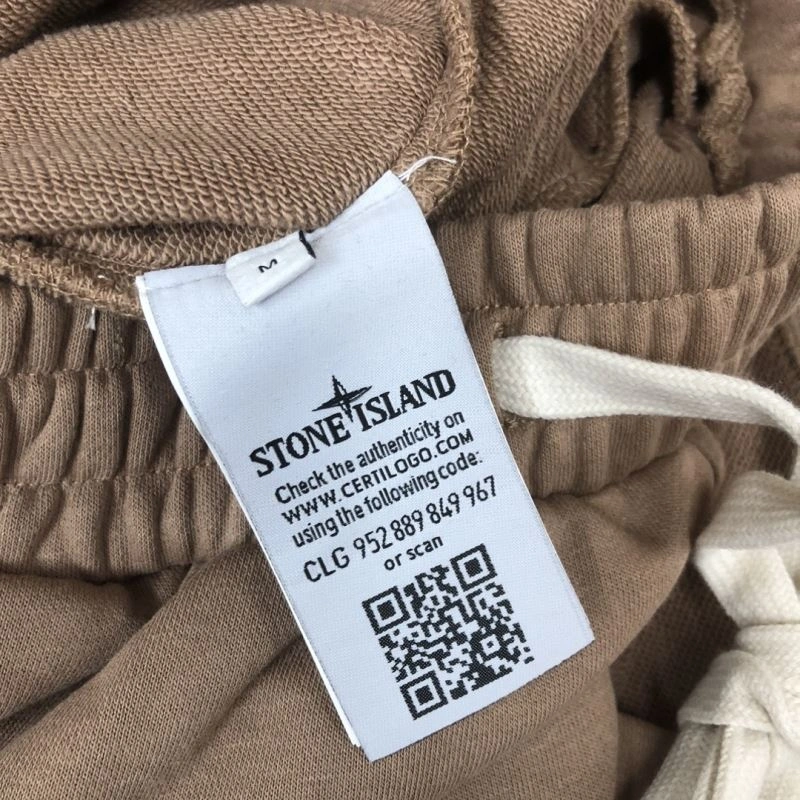 M
STONE ISLAND
Check the authenticity on
WWW.CERTILOGO.COM
using the following code:
CLG 952 889 849 967
or scan